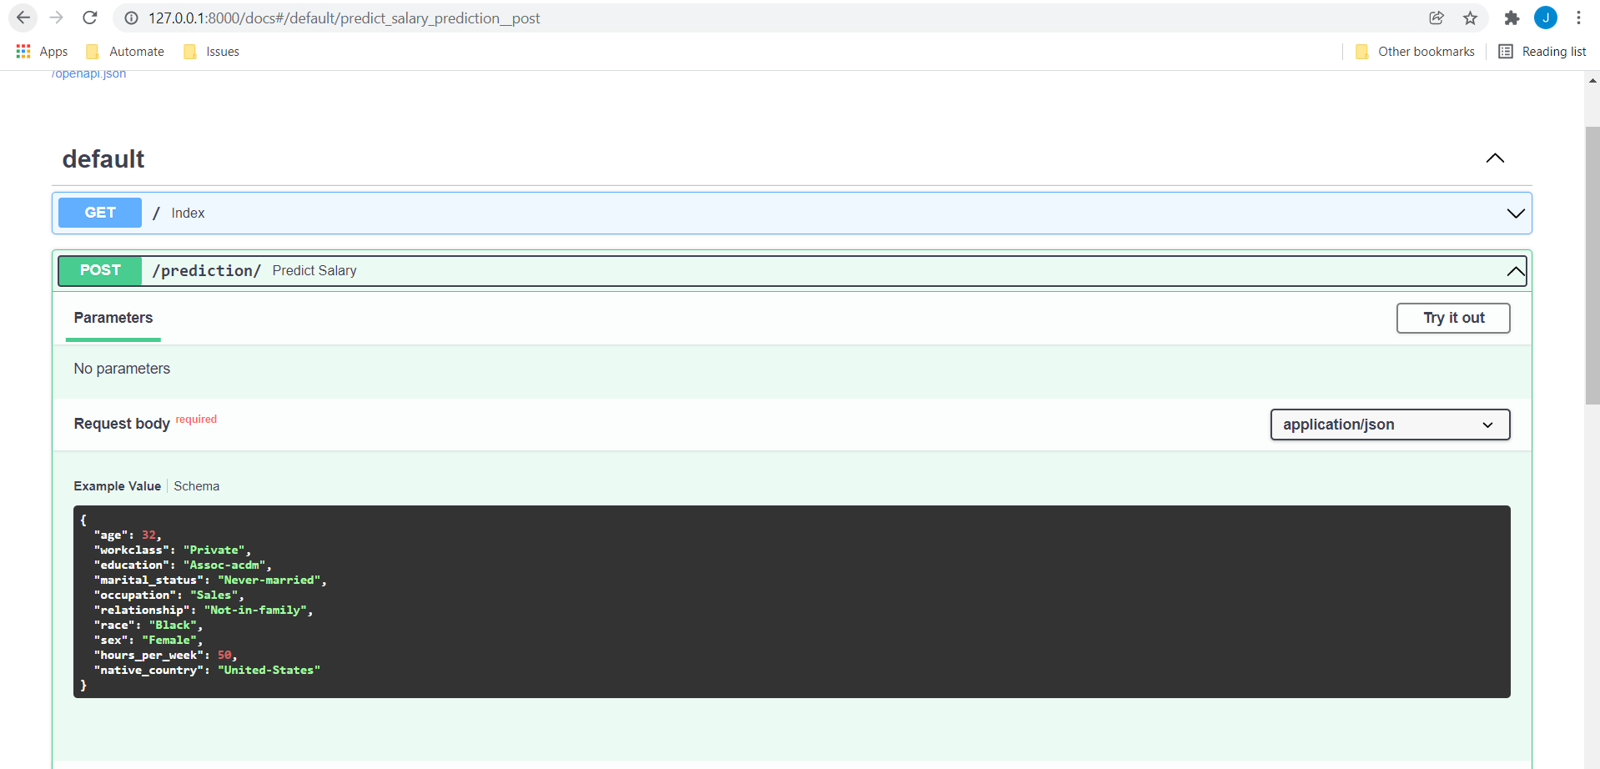 127.0.0.1:8000/docs#/default/predict_salary_prediction__post
J
Apps Automate Issues Other bookmarks Reading list
/openapi.json
default
GET / Index
POST /prediction/ Predict Salary
Parameters Try it out
No parameters
Request body required application/json
Example Value Schema
{
"age": 32,
"workclass": "Private",
"education": "Assoc-acdm",
"marital_status": "Never-married",
"occupation": "Sales",
"relationship": "Not-in-family",
"race": "Black",
"sex": "Female",
"hours_per_week": 50,
"native_country": "United-States"
}